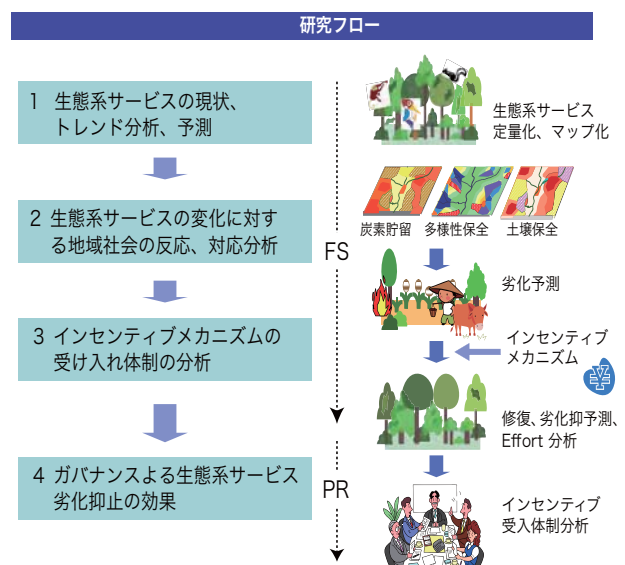 研究フロー
1 生態系サービスの現状、
トレンド分析、予測
2 生態系サービスの変化に対す
る地域社会の反応、対応分析
3 インセンティブメカニズムの
受け入れ体制の分析
4 ガバナンスよる生態系サービス
劣化抑止の効果
FS
PR
生態系サービス
定量化、マップ化
炭素貯留 多様性保全 土壌保全
劣化予測
インセンティブ
メカニズム
¥
修復、劣化抑予測、
Effort 分析
インセンティブ
受入体制分析